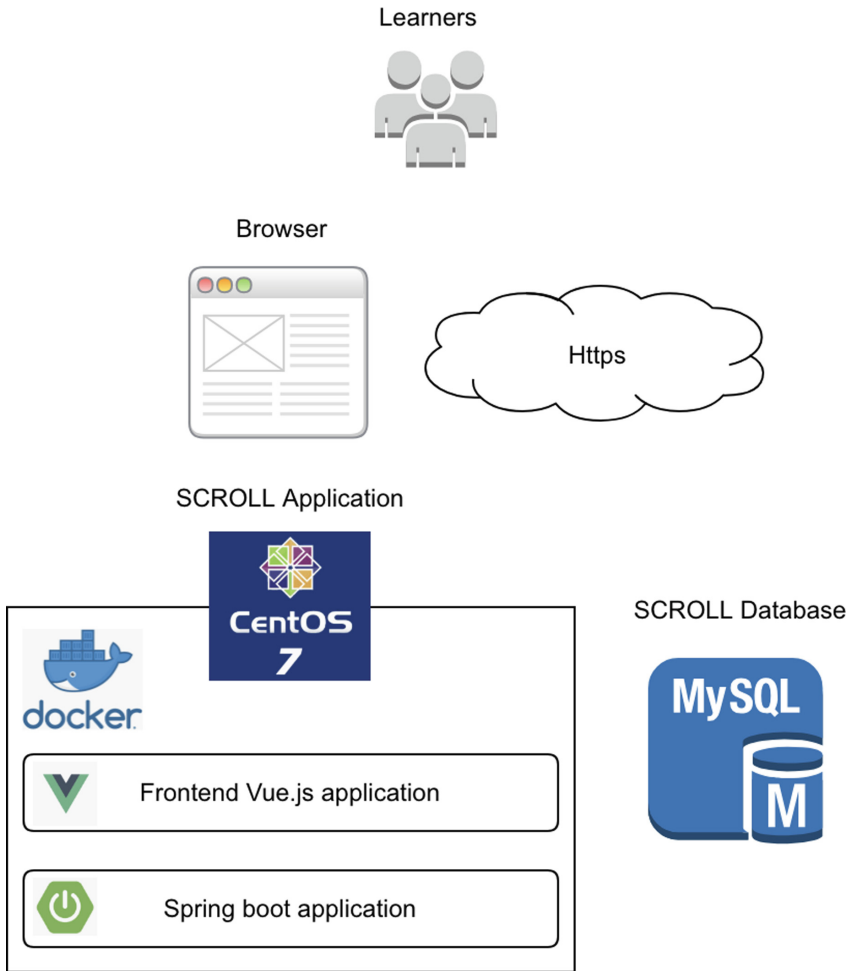 Learners
Browser
Https
SCROLL Application
CentOS
7
SCROLL Database
docker
MySQL
M
Frontend Vue.js application
Spring boot application